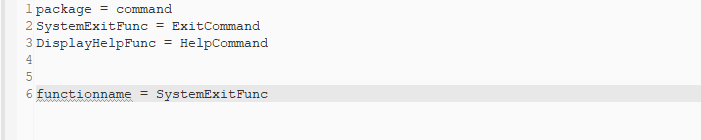 1 package = command
2 SystemExitFunc = ExitCommand
3 DisplayHelpFunc = HelpCommand
4
5
6 functionname = SystemExitFunc